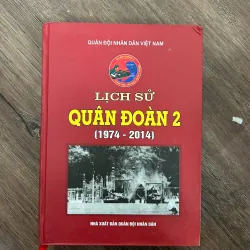 QUÂN ĐỘI NHÂN DÂN VIỆT NAM
LỊCH SỬ
QUÂN ĐOÀN 2
(1974 - 2014)
NHÀ XUẤT BẢN QUÂN ĐỘI NHÂN DÂN